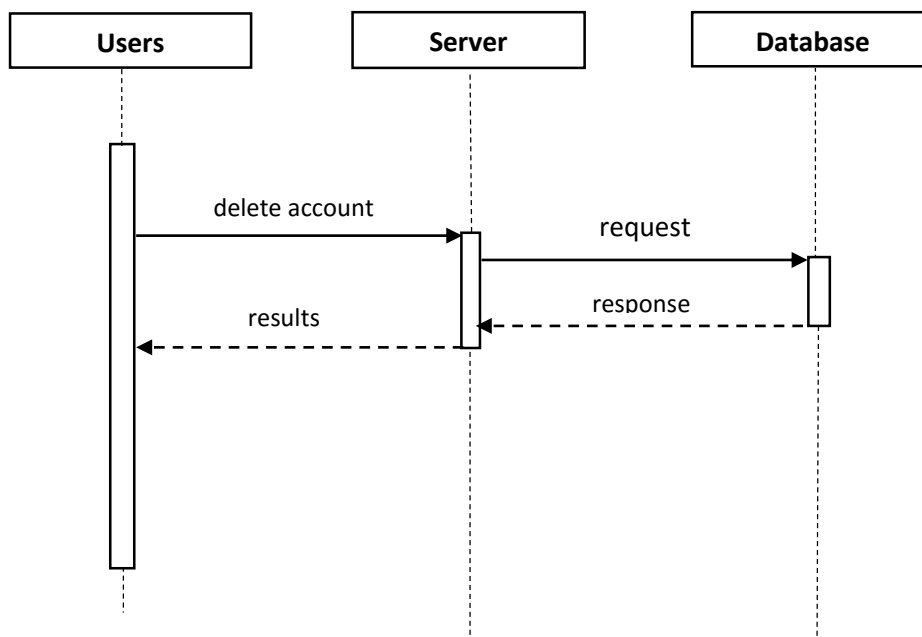 Users
Server
Database
delete account
request
response
results